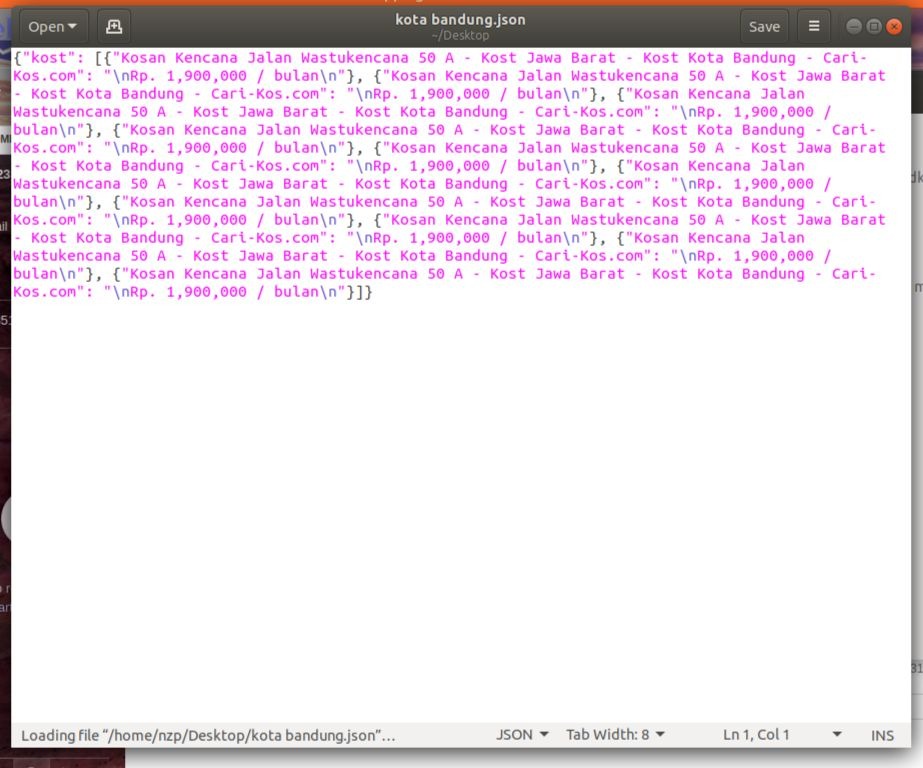 Open
kota bandung.json
~/Desktop
Save
{"kost": [{"Kosan Kencana Jalan Wastukencana 50 A - Kost Jawa Barat - Kost Kota Bandung - Cari-
Kos.com": "\nRp. 1,900,000 / bulan\n"}, {"Kosan Kencana Jalan Wastukencana 50 A - Kost Jawa Barat
- Kost Kota Bandung - Cari-Kos.com": "\nRp. 1,900,000 / bulan\n"}, {"Kosan Kencana Jalan
Wastukencana 50 A - Kost Jawa Barat - Kost Kota Bandung - Cari-Kos.com": "\nRp. 1,900,000 /
bulan\n"}, {"Kosan Kencana Jalan Wastukencana 50 A - Kost Jawa Barat - Kost Kota Bandung - Cari-
Kos.com": "\nRp. 1,900,000 / bulan\n"}, {"Kosan Kencana Jalan Wastukencana 50 A - Kost Jawa Barat
- Kost Kota Bandung - Cari-Kos.com": "\nRp. 1,900,000 / bulan\n"}, {"Kosan Kencana Jalan
Wastukencana 50 A - Kost Jawa Barat - Kost Kota Bandung - Cari-Kos.com": "\nRp. 1,900,000 /
bulan\n"}, {"Kosan Kencana Jalan Wastukencana 50 A - Kost Jawa Barat - Kost Kota Bandung - Cari-
Kos.com": "\nRp. 1,900,000 / bulan\n"}, {"Kosan Kencana Jalan Wastukencana 50 A - Kost Jawa Barat
- Kost Kota Bandung - Cari-Kos.com": "\nRp. 1,900,000 / bulan\n"}, {"Kosan Kencana Jalan
Wastukencana 50 A - Kost Jawa Barat - Kost Kota Bandung - Cari-Kos.com": "\nRp. 1,900,000 /
bulan\n"}, {"Kosan Kencana Jalan Wastukencana 50 A - Kost Jawa Barat - Kost Kota Bandung - Cari-
Kos.com": "\nRp. 1,900,000 / bulan\n"}]}
Loading file “/home/nzp/Desktop/kota bandung.json”… JSON Tab Width: 8 Ln 1, Col 1 INS